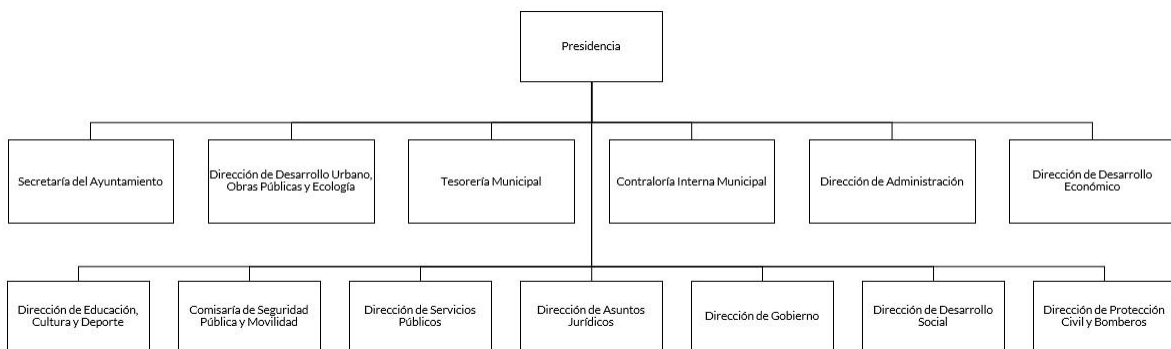 Presidencia
Secretaría del Ayuntamiento
Dirección de Desarrollo Urbano,
Obras Públicas y Ecología
Tesorería Municipal
Contraloría Interna Municipal
Dirección de Administración
Dirección de Desarrollo
Económico
Dirección de Educación,
Cultura y Deporte
Comisaría de Seguridad
Pública y Movilidad
Dirección de Servicios
Públicos
Dirección de Asuntos
Jurídicos
Dirección de Gobierno
Dirección de Desarrollo
Social
Dirección de Protección
Civil y Bomberos